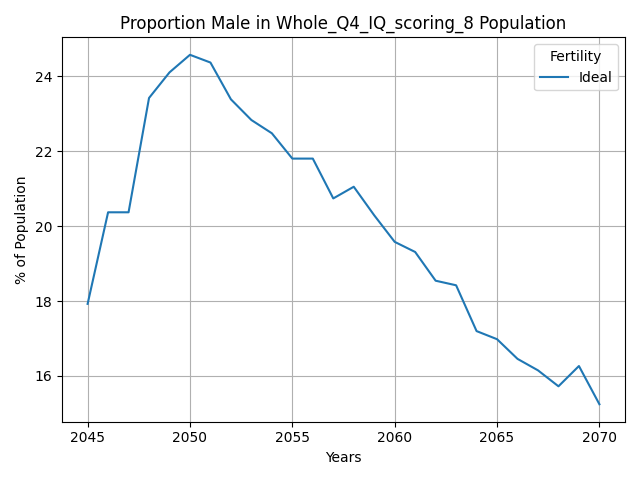 Proportion Male in Whole_Q4_IQ_scoring_8 Population
Fertility
Ideal
% of Population
24
22
20
18
16
2045
2050
2055
2060
2065
2070
Years